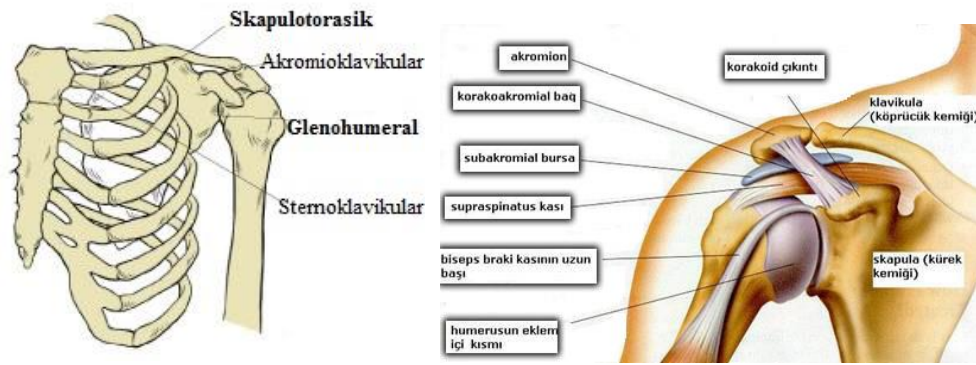 Skapulotorasik
Akromioklavikular
Glenohumeral
Sternoklavikular
akromion
korakoakromial baq
subakromial bursa
supraspinatus kası
biseps braki kasının uzun
başı
humerusun eklem
içi kısmı
korakoid çıkıntı
klavikula
(köprücük kemiği)
skapula (kürek
kemiği)